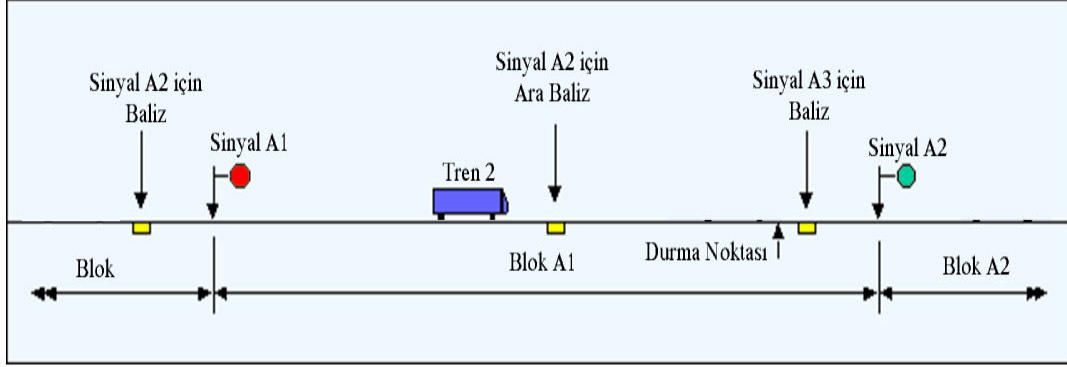 Sinyal A2 için
Baliz
Sinyal A1
Tren 2
Sinyal A2 için
Ara Baliz
Sinyal A3 için
Baliz
Sinyal A2
Blok
Blok A1
Durma Noktası
Blok A2